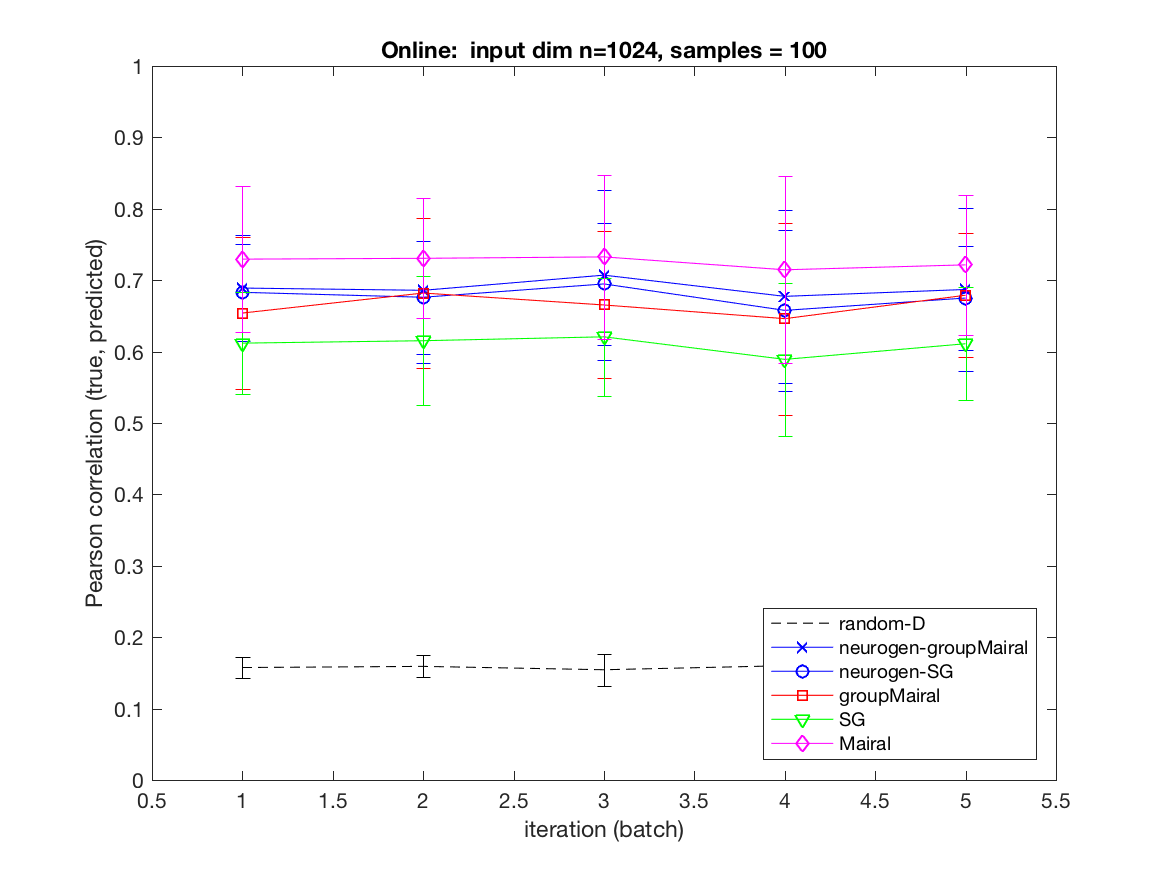 Online:  input dim n=1024, samples = 100
Pearson correlation (true, predicted)
1
0.9
0.8
0.7
0.6
0.5
0.4
0.3
0.2
0.1
0
random-D
neurogen-groupMairal
neurogen-SG
groupMairal
SG
Mairal
0.5 1 1.5 2 2.5 3 3.5 4 4.5 5 5.5
iteration (batch)